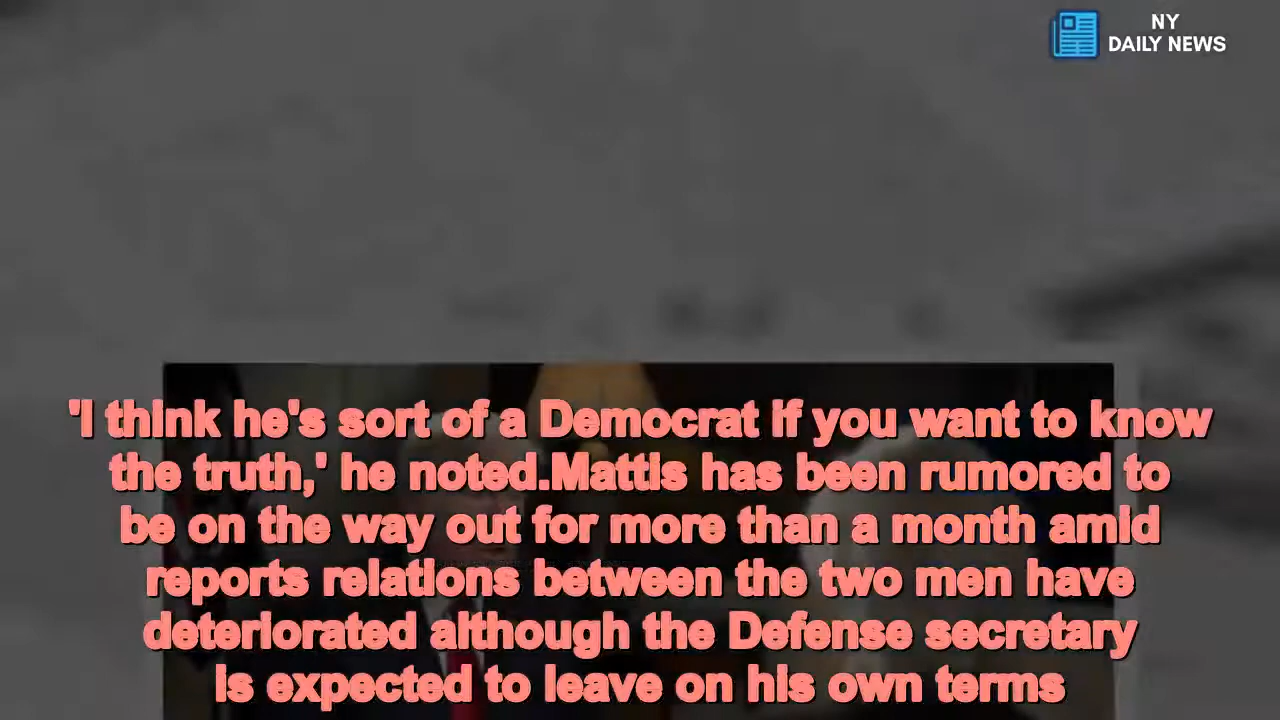 NY
DAILY NEWS
'I think he's sort of a Democrat if you want to know
the truth,' he noted.Mattis has been rumored to
be on the way out for more than a month amid
reports relations between the two men have
deteriorated although the Defense secretary
is expected to leave on his own terms